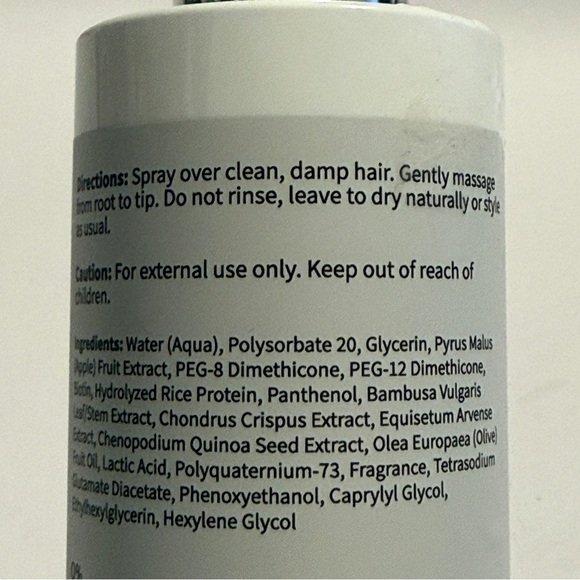 Directions: Spray over clean, damp hair. Gently massage
from root to tip. Do not rinse, leave to dry naturally or style
as usual.
Caution: For external use only. Keep out of reach of
children.
Ingredients: Water (Aqua), Polysorbate 20, Glycerin, Pyrus Malus
(Apple) Fruit Extract, PEG-8 Dimethicone, PEG-12 Dimethicone,
Biotin, Hydrolyzed Rice Protein, Panthenol, Bambusa Vulgaris
Leaf/Stem Extract, Chondrus Crispus Extract, Equisetum Arvense
Extract, Chenopodium Quinoa Seed Extract, Olea Europaea (Olive)
Fruit Oil, Lactic Acid, Polyquaternium-73, Fragrance, Tetrasodium
Glutamate Diacetate, Phenoxyethanol, Caprylyl Glycol,
Ethylhexylglycerin, Hexylene Glycol
0%